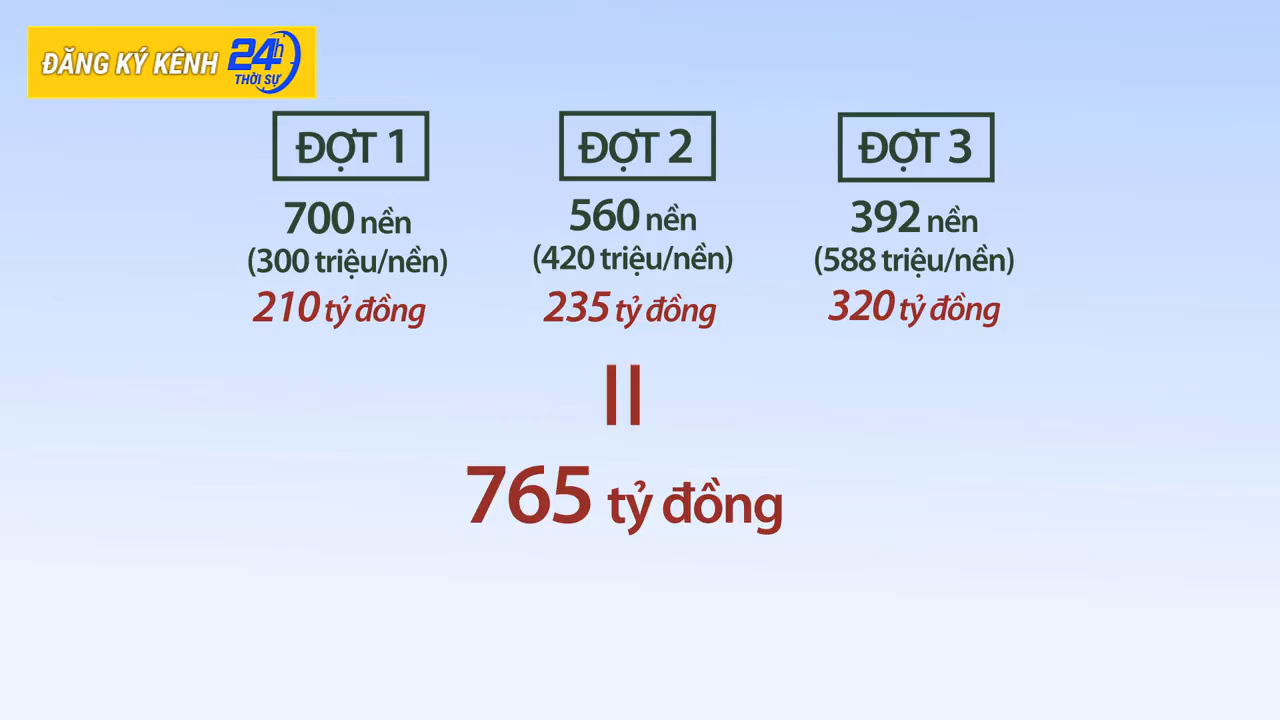 ĐĂNG KÝ KÊNH 24h
THỜI SỰ
ĐỢT 1
700 nền
(300 triệu/nền)
210 tỷ đồng
ĐỢT 2
560 nền
(420 triệu/nền)
235 tỷ đồng
ĐỢT 3
392 nền
(588 triệu/nền)
320 tỷ đồng
=
765 tỷ đồng